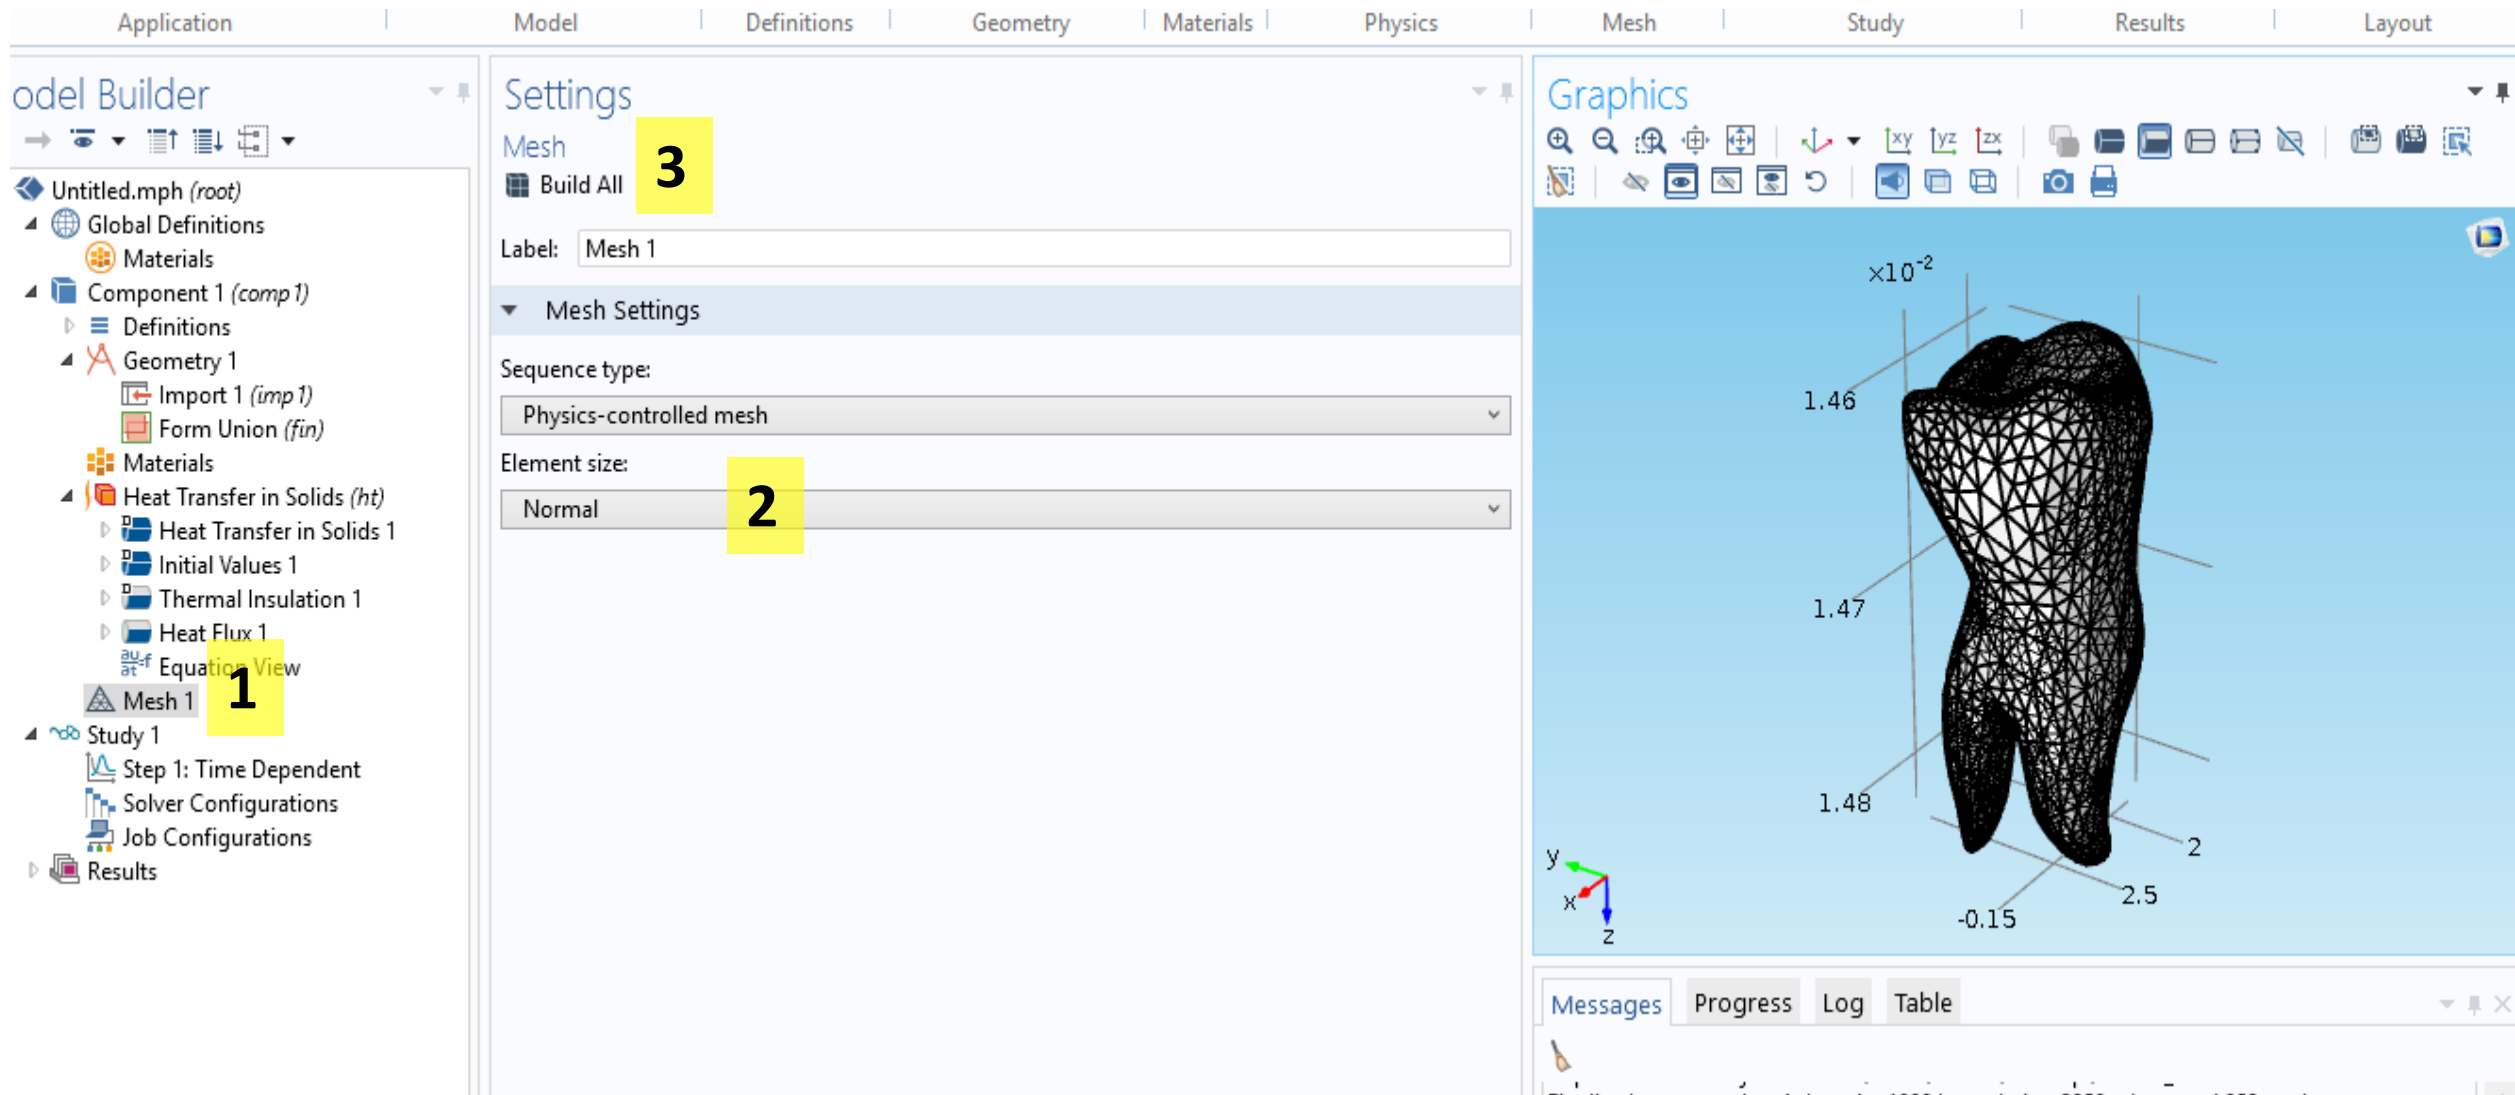 Application Model Definitions Geometry Materials Physics Mesh Study Results Layout
odel Builder
Untitled.mph (root)
Global Definitions
Materials
Component 1 (comp1)
Definitions
Geometry 1
Import 1 (imp1)
Form Union (fin)
Materials
Heat Transfer in Solids (ht)
Heat Transfer in Solids 1
Initial Values 1
Thermal Insulation 1
Heat Flux 1
Equation View
Mesh 1
1
Study 1
Step 1: Time Dependent
Solver Configurations
Job Configurations
Results
Settings
Mesh
Build All
3
Label: Mesh 1
Mesh Settings
Sequence type:
Physics-controlled mesh
Element size:
Normal
2
Graphics
xy yz zx
×10⁻²
1.46
1.47
1.48
2
2.5
-0.15
y
x
z
Messages Progress Log Table